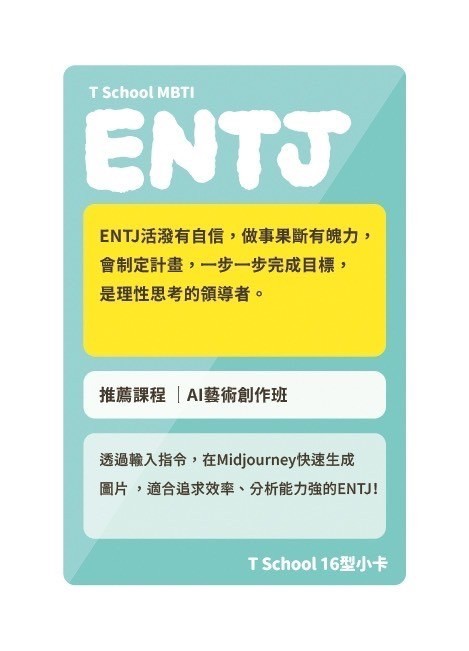 T School MBTI
ENTJ
ENTJ活潑有自信，做事果斷有魄力，
會制定計畫，一步一步完成目標，
是理性思考的領導者。
推薦課程｜AI藝術創作班
透過輸入指令，在Midjourney快速生成
圖片 ，適合追求效率、分析能力強的ENTJ!
T School 16型小卡